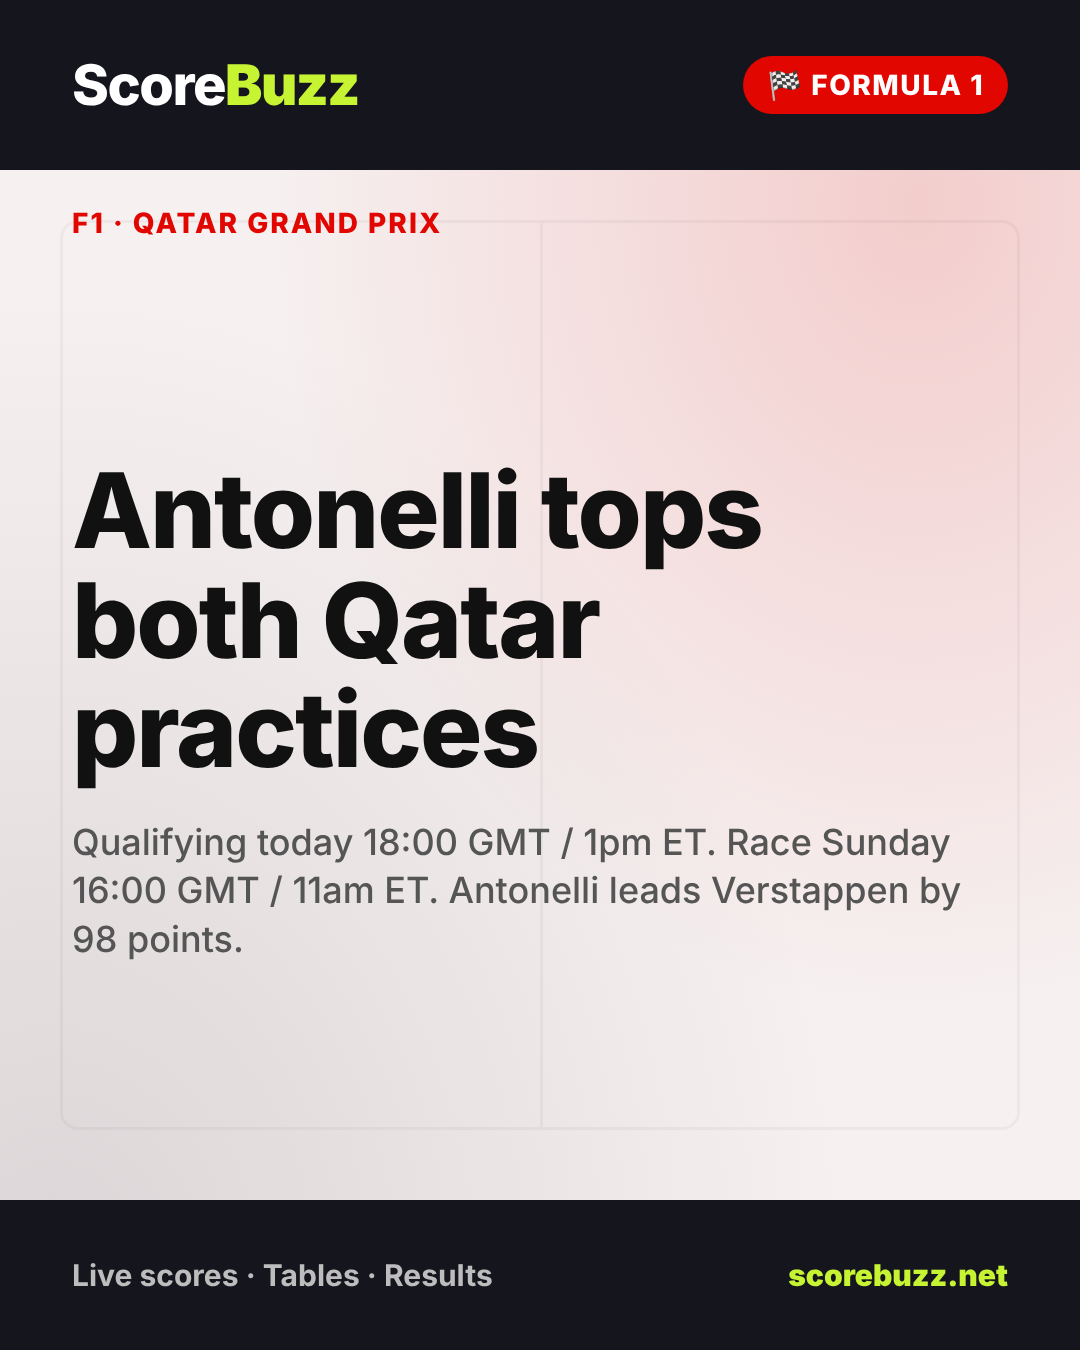 ScoreBuzz
🏁 FORMULA 1
F1 · QATAR GRAND PRIX
Antonelli tops
both Qatar
practices
Qualifying today 18:00 GMT / 1pm ET. Race Sunday
16:00 GMT / 11am ET. Antonelli leads Verstappen by
98 points.
Live scores · Tables · Results
scorebuzz.net